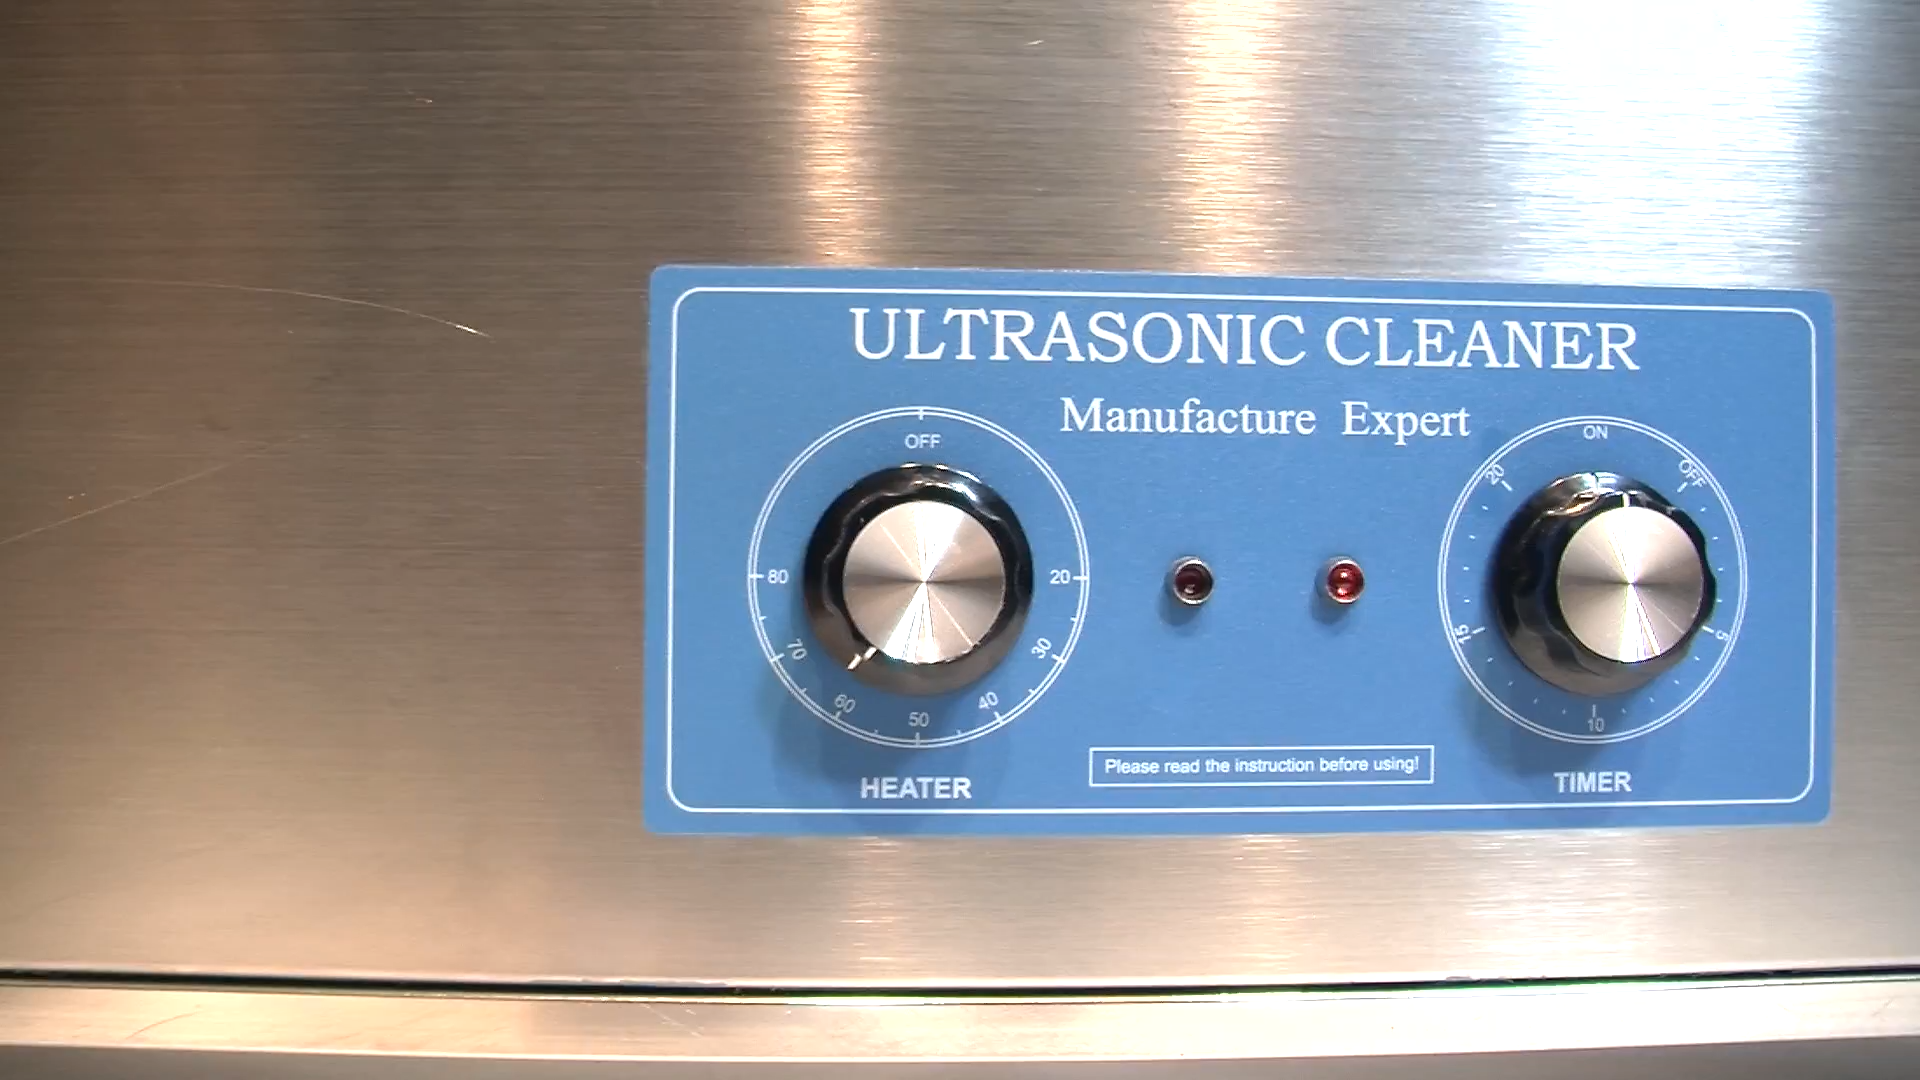 ULTRASONIC CLEANER
Manufacture Expert
OFF
20
30
40
50
60
70
80
HEATER
Please read the instruction before using!
ON
OFF
5
10
15
20
TIMER